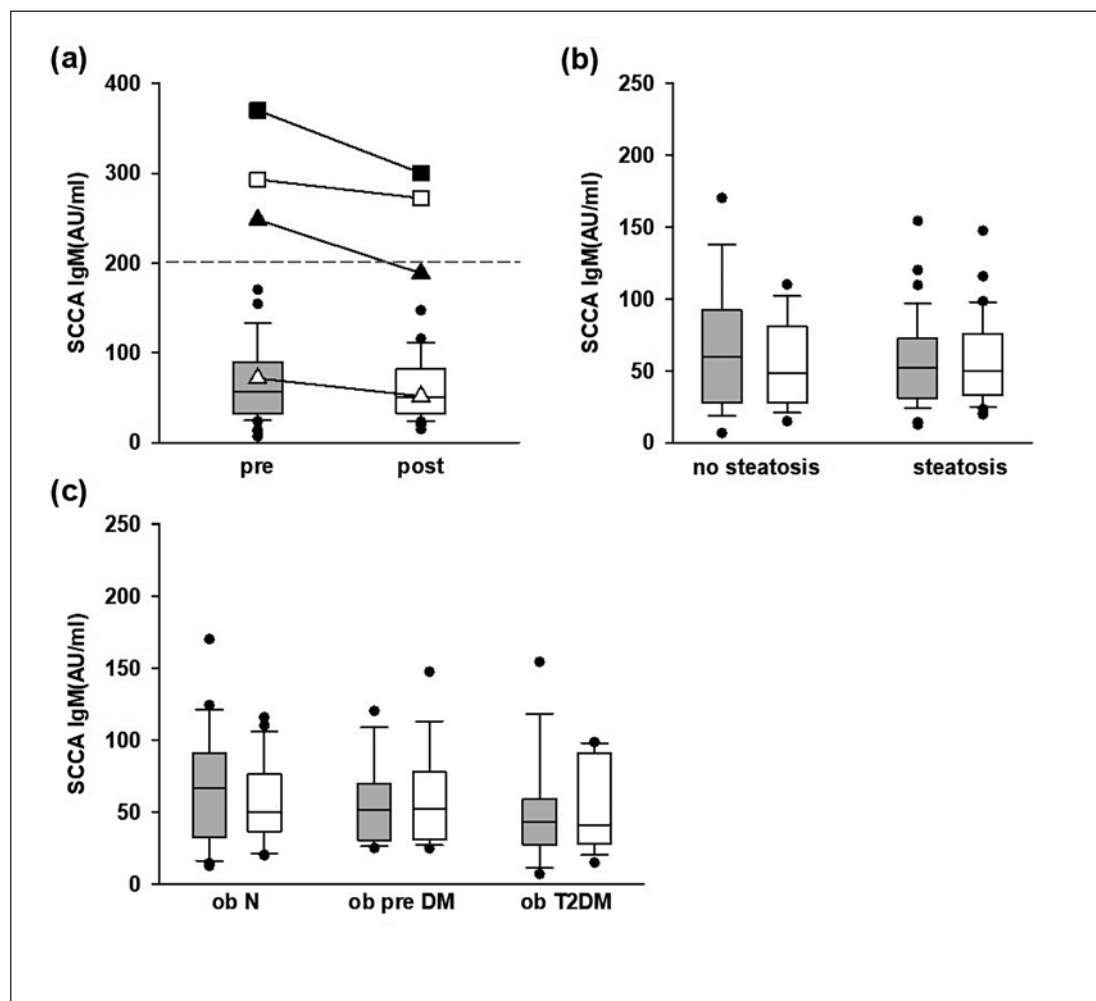 (a)
400
300
200
100
0
SCCA IgM(AU/ml)
pre post
(b)
250
200
150
100
50
0
SCCA IgM(AU/ml)
no steatosis steatosis
(c)
250
200
150
100
50
0
SCCA IgM(AU/ml)
ob N ob pre DM ob T2DM